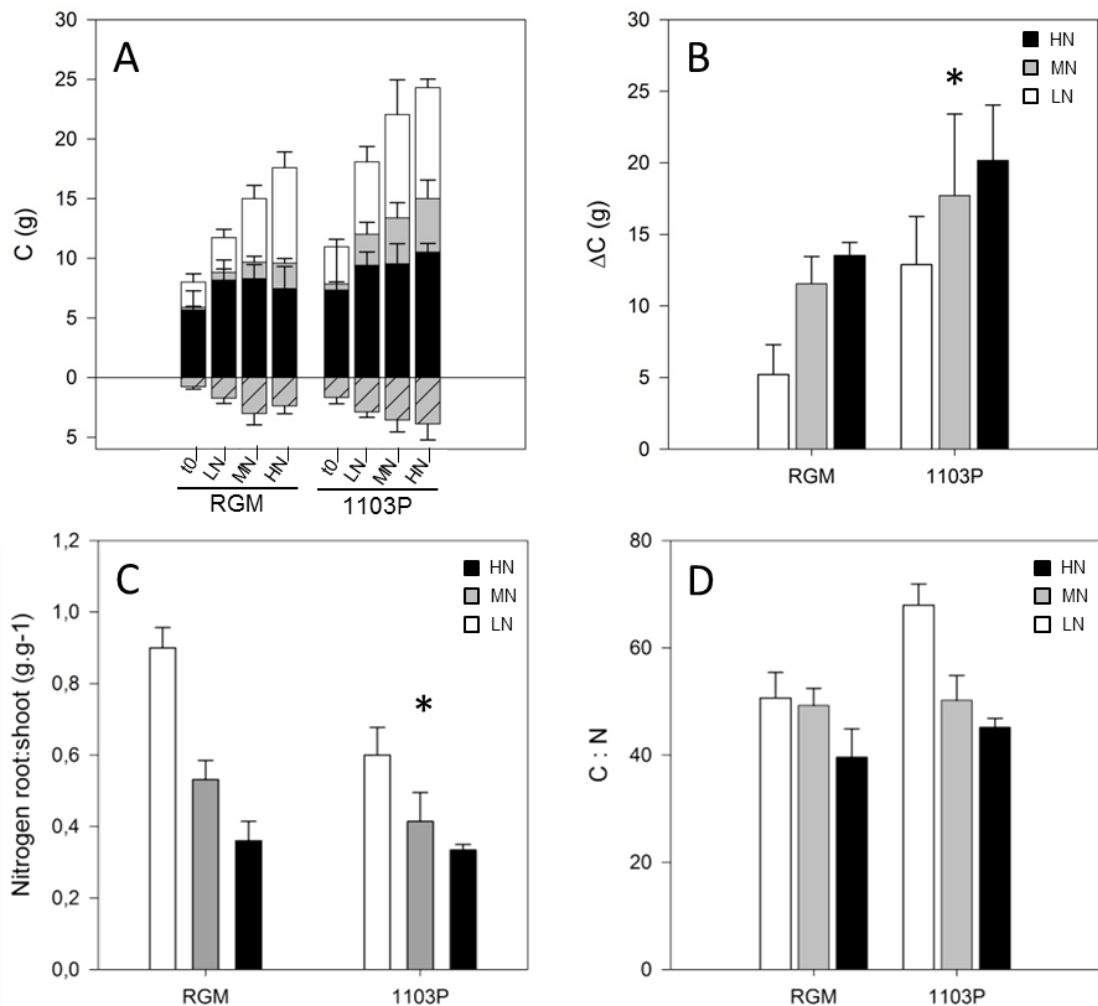 A
C (g)
30
25
20
15
10
5
0
5
t0 LN MN HN t0 LN MN HN
RGM 1103P
B
ΔC (g)
30
25
20
15
10
5
0
*
HN
MN
LN
RGM 1103P
C
Nitrogen root:shoot (g.g-1)
1,2
1,0
0,8
0,6
0,4
0,2
0,0
*
HN
MN
LN
RGM 1103P
D
C : N
80
60
40
20
0
HN
MN
LN
RGM 1103P